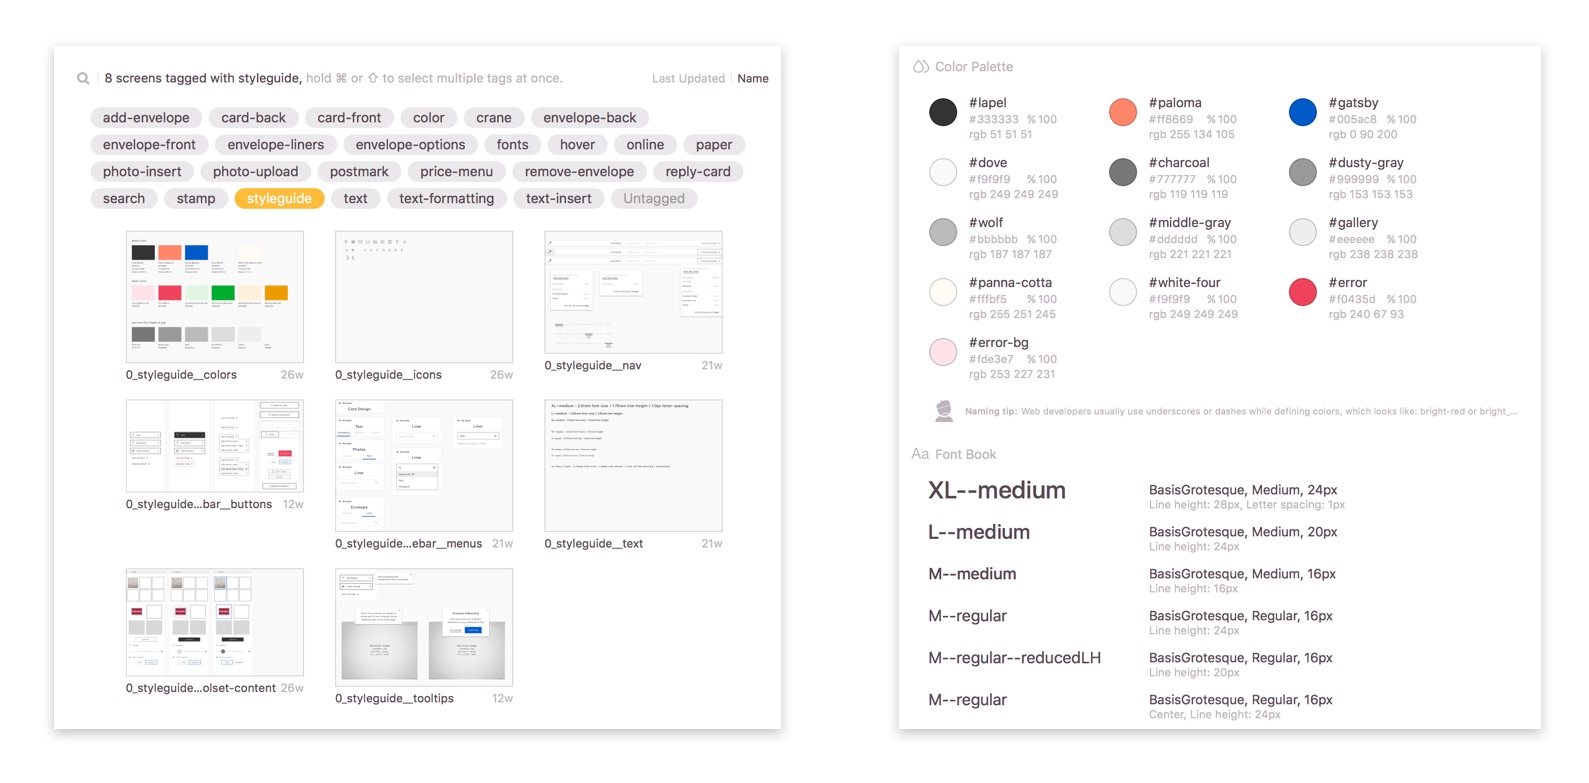 8 screens tagged with styleguide, hold ⌘ or ⇧ to select multiple tags at once.
Last Updated | Name
add-envelope card-back card-front color crane envelope-back
envelope-front envelope-liners envelope-options fonts hover online paper
photo-insert photo-upload postmark price-menu remove-envelope reply-card
search stamp styleguide text text-formatting text-insert Untagged
0_styleguide__colors 26w
0_styleguide__icons 26w
0_styleguide__nav 21w
Card Design
Text
Photos
Liner
Envelope
Liner
Liner
XL--medium - 24/28
0_styleguide...bar__buttons 12w
0_styleguide...ebar__menus 21w
0_styleguide__text 21w
0_styleguide...olset-content 26w
0_styleguide__tooltips 12w
Color Palette
#lapel
#333333 %100
rgb 51 51 51
#paloma
#ff8669 %100
rgb 255 134 105
#gatsby
#005ac8 %100
rgb 0 90 200
#dove
#f9f9f9 %100
rgb 249 249 249
#charcoal
#777777 %100
rgb 119 119 119
#dusty-gray
#999999 %100
rgb 153 153 153
#wolf
#bbbbbb %100
rgb 187 187 187
#middle-gray
#dddddd %100
rgb 221 221 221
#gallery
#eeeeee %100
rgb 238 238 238
#panna-cotta
#fffbf5 %100
rgb 255 251 245
#white-four
#f9f9f9 %100
rgb 249 249 249
#error
#f0435d %100
rgb 240 67 93
#error-bg
#fde3e7 %100
rgb 253 227 231
Naming tip: Web developers usually use underscores or dashes while defining colors, which looks like: bright-red or bright_...
Aa Font Book
XL--medium
BasisGrotesque, Medium, 24px
Line height: 28px, Letter spacing: 1px
L--medium
BasisGrotesque, Medium, 20px
Line height: 24px
M--medium
BasisGrotesque, Medium, 16px
Line height: 16px
M--regular
BasisGrotesque, Regular, 16px
Line height: 24px
M--regular--reducedLH
BasisGrotesque, Regular, 16px
Line height: 20px
M--regular
BasisGrotesque, Regular, 16px
Center, Line height: 24px